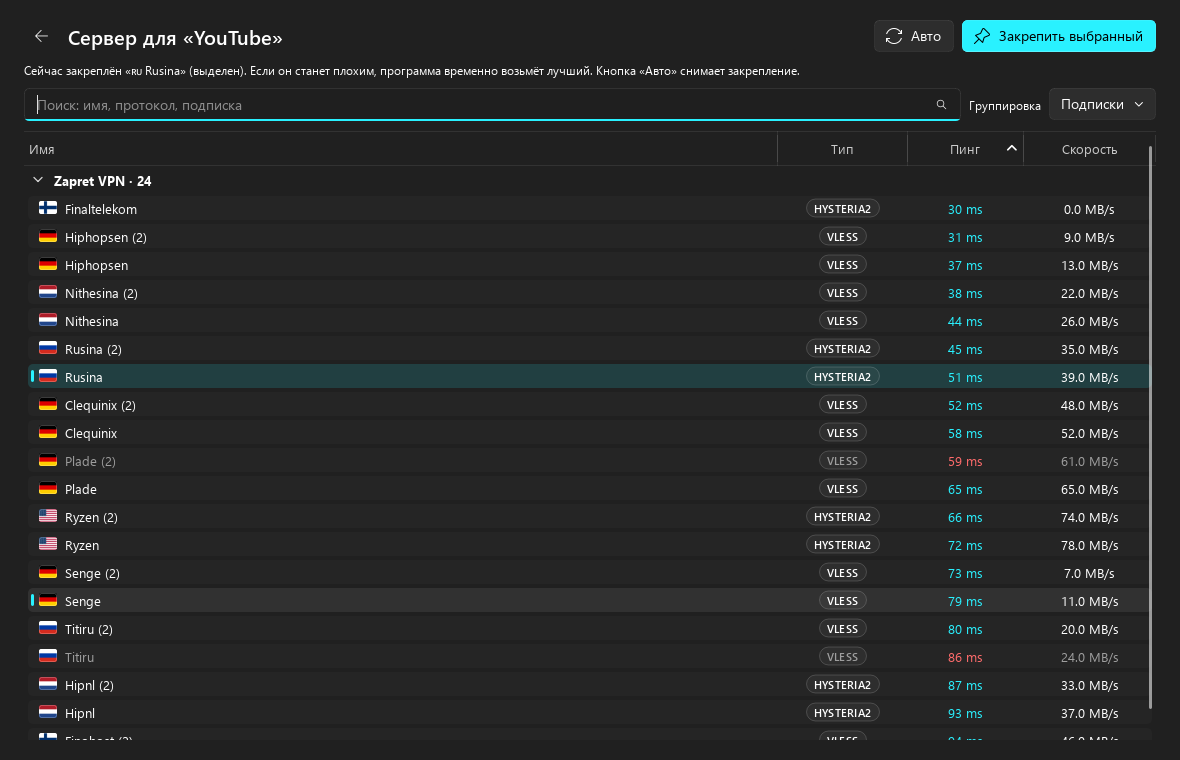 Сервер для «YouTube»
Авто
Закрепить выбранный
Сейчас закреплён «RU Rusina» (выделен). Если он станет плохим, программа временно возьмёт лучший. Кнопка «Авто» снимает закрепление.
Поиск: имя, протокол, подписка
Группировка
Подписки
Имя Тип Пинг Скорость
Zapret VPN · 24
Finaltelekom HYSTERIA2 30 ms 0.0 MB/s
Hiphopsen (2) VLESS 31 ms 9.0 MB/s
Hiphopsen VLESS 37 ms 13.0 MB/s
Nithesina (2) VLESS 38 ms 22.0 MB/s
Nithesina VLESS 44 ms 26.0 MB/s
Rusina (2) HYSTERIA2 45 ms 35.0 MB/s
Rusina HYSTERIA2 51 ms 39.0 MB/s
Clequinix (2) VLESS 52 ms 48.0 MB/s
Clequinix VLESS 58 ms 52.0 MB/s
Plade (2) VLESS 59 ms 61.0 MB/s
Plade VLESS 65 ms 65.0 MB/s
Ryzen (2) HYSTERIA2 66 ms 74.0 MB/s
Ryzen HYSTERIA2 72 ms 78.0 MB/s
Senge (2) VLESS 73 ms 7.0 MB/s
Senge VLESS 79 ms 11.0 MB/s
Titiru (2) VLESS 80 ms 20.0 MB/s
Titiru VLESS 86 ms 24.0 MB/s
Hipnl (2) HYSTERIA2 87 ms 33.0 MB/s
Hipnl HYSTERIA2 93 ms 37.0 MB/s
VLESS